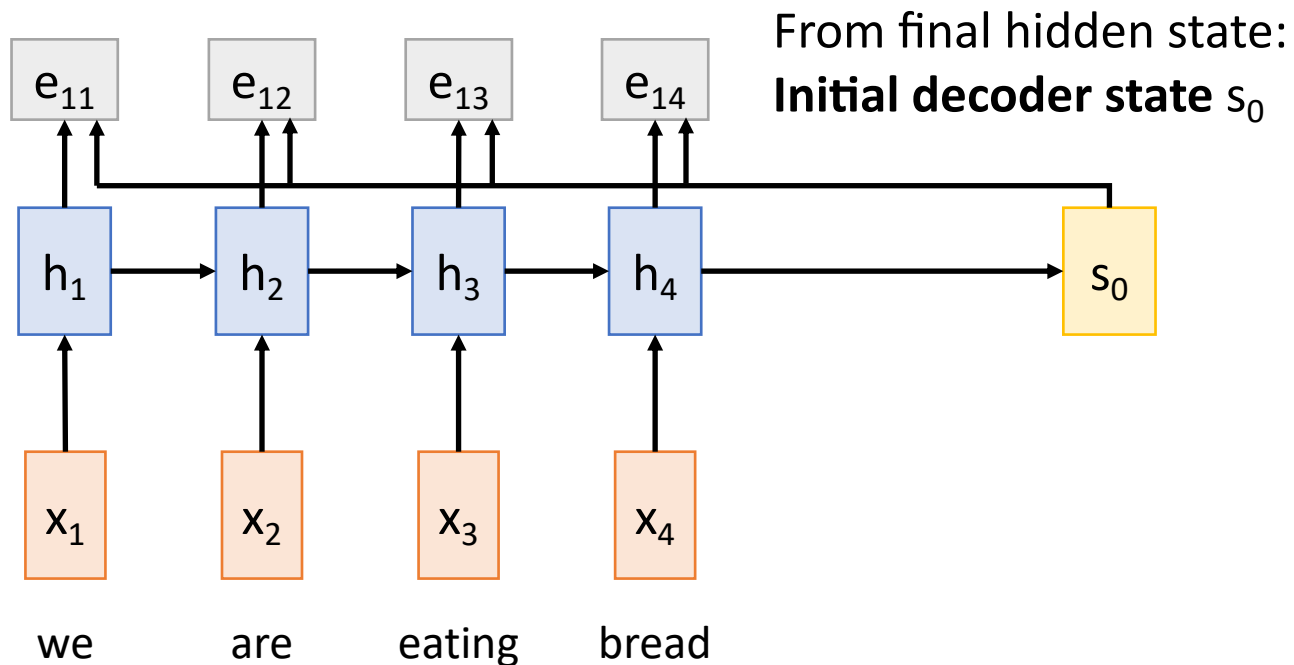 From final hidden state:
Initial decoder state s₀
e₁₁ e₁₂ e₁₃ e₁₄
h₁ h₂ h₃ h₄ s₀
x₁ x₂ x₃ x₄
we are eating bread